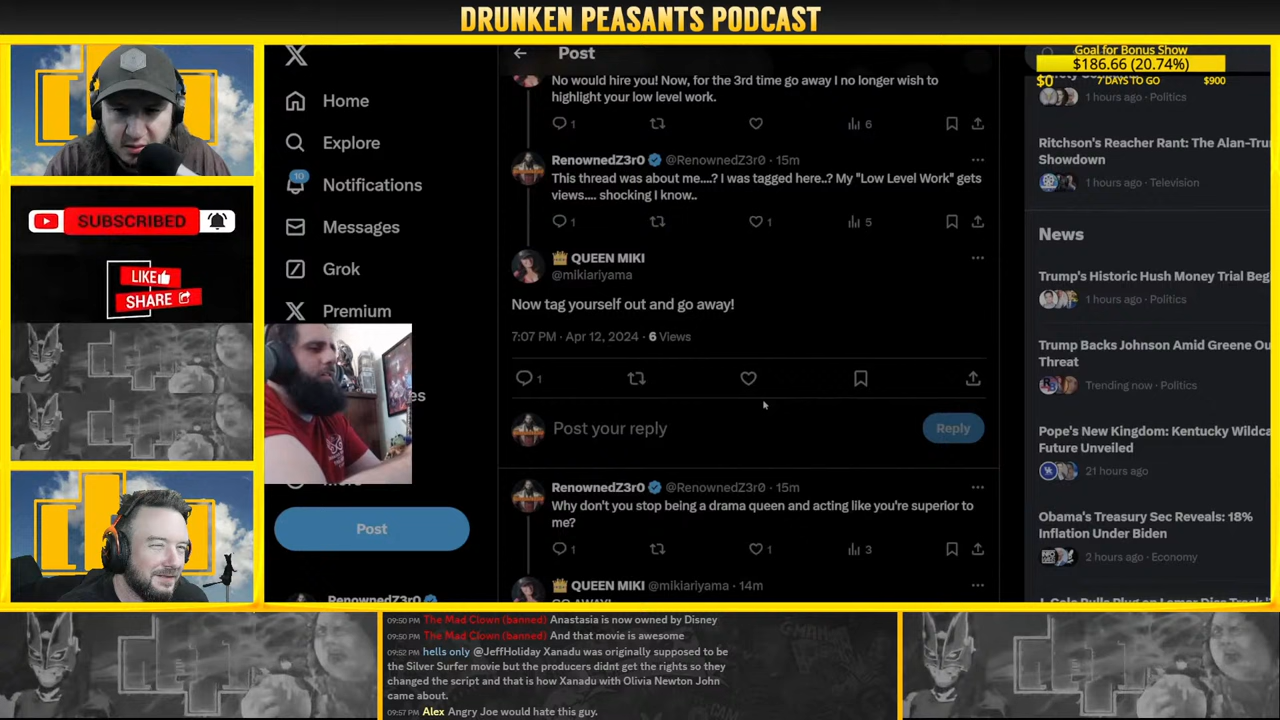 DRUNKEN PEASANTS PODCAST
Goal for Bonus Show
$186.66 (20.74%)
$0
7 DAYS TO GO
$900
SUBSCRIBED
LIKE
SHARE
Home
Explore
10
Notifications
Messages
Grok
Premium
Post
RenownedZ3r0
Post
No would hire you! Now, for the 3rd time go away I no longer wish to
highlight your low level work.
1
6
RenownedZ3r0 @RenownedZ3r0 · 15m
This thread was about me....? I was tagged here..? My "Low Level Work" gets
views.... shocking I know..
1
1
5
QUEEN MIKI
@mikiariyama
Now tag yourself out and go away!
7:07 PM · Apr 12, 2024 · 6 Views
1
Post your reply
Reply
RenownedZ3r0 @RenownedZ3r0 · 15m
Why don't you stop being a drama queen and acting like you're superior to
me?
1
1
3
QUEEN MIKI @mikiariyama · 14m
GO AWAY!
1 hours ago · Politics
Ritchson's Reacher Rant: The Alan-Tru
Showdown
1 hours ago · Television
News
Trump's Historic Hush Money Trial Beg
1 hours ago · Politics
Trump Backs Johnson Amid Greene Ou
Threat
Trending now · Politics
Pope's New Kingdom: Kentucky Wildca
Future Unveiled
21 hours ago
Obama's Treasury Sec Reveals: 18%
Inflation Under Biden
2 hours ago · Economy
09:50 PM The Mad Clown (banned) Anastasia is now owned by Disney
09:50 PM The Mad Clown (banned) And that movie is awesome
09:52 PM hells only @JeffHoliday Xanadu was originally supposed to be
the Silver Surfer movie but the producers didnt get the rights so they
changed the script and that is how Xanadu with Olivia Newton John
came about.
09:57 PM Alex Angry Joe would hate this guy.